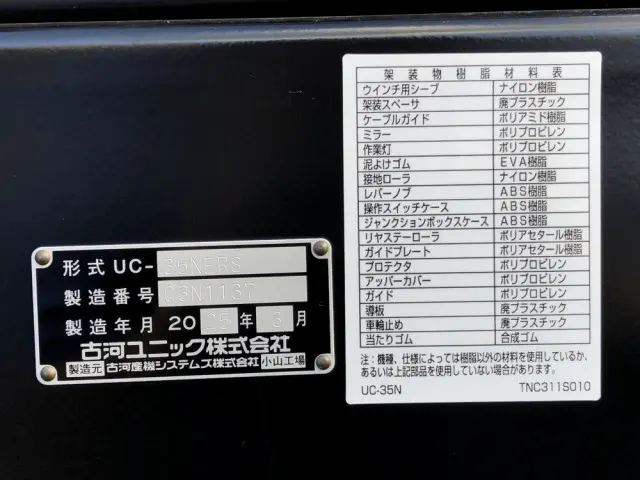 架装物樹脂材料表
ウインチ用シーブ ナイロン樹脂
架装スペーサ 廃プラスチック
ケーブルガイド ポリアミド樹脂
ミラー ポリプロピレン
作業灯 ポリプロピレン
泥よけゴム EVA樹脂
接地ローラ ナイロン樹脂
レバーノブ ABS樹脂
操作スイッチケース ABS樹脂
ジャンクションボックスケース ABS樹脂
リヤステーローラ ポリアセタール樹脂
ガイドプレート ポリアセタール樹脂
プロテクタ ポリプロピレン
アッパーカバー ポリプロピレン
ガイド ポリプロピレン
導板 廃プラスチック
車輪止め 廃プラスチック
当たりゴム 合成ゴム
注：機種、仕様によっては樹脂以外の材料を使用しているか、
あるいは上記部品を使用していない場合があります。
UC-35N TNC311S010
形式 UC- 35NERS
製造番号 C3N1137
製造年月 20 25 年 3 月
古河ユニック株式会社
製造元 古河産機システムズ株式会社 小山工場